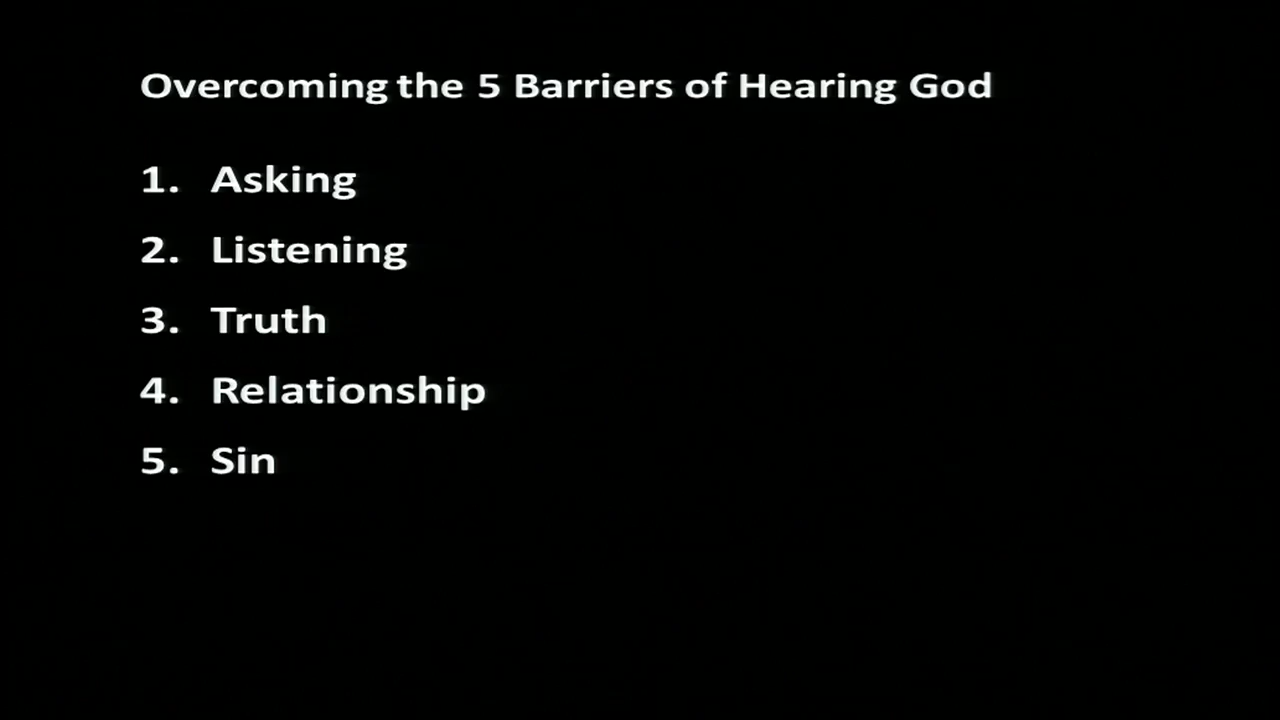 Overcoming the 5 Barriers of Hearing God
1. Asking
2. Listening
3. Truth
4. Relationship
5. Sin